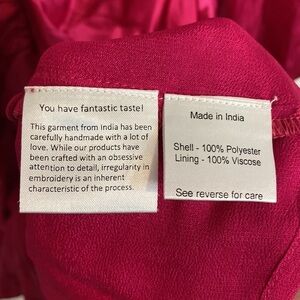 You have fantastic taste!
This garment from India has been
carefully handmade with a lot of
love. While our products have
been crafted with an obsessive
attention to detail, irregularity in
embroidery is an inherent
characteristic of the process.
Made in India
Shell - 100% Polyester
Lining - 100% Viscose
See reverse for care